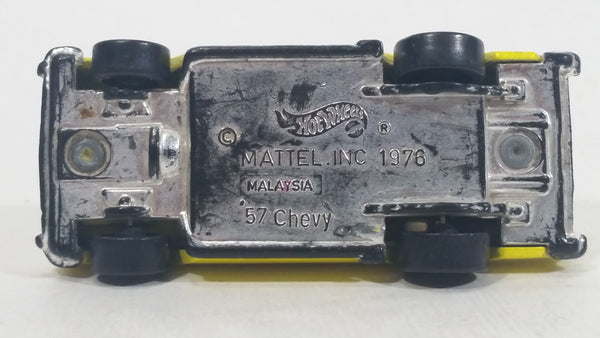 Hot Wheels ®
© MATTEL.INC 1976
MALAYSIA
'57 Chevy